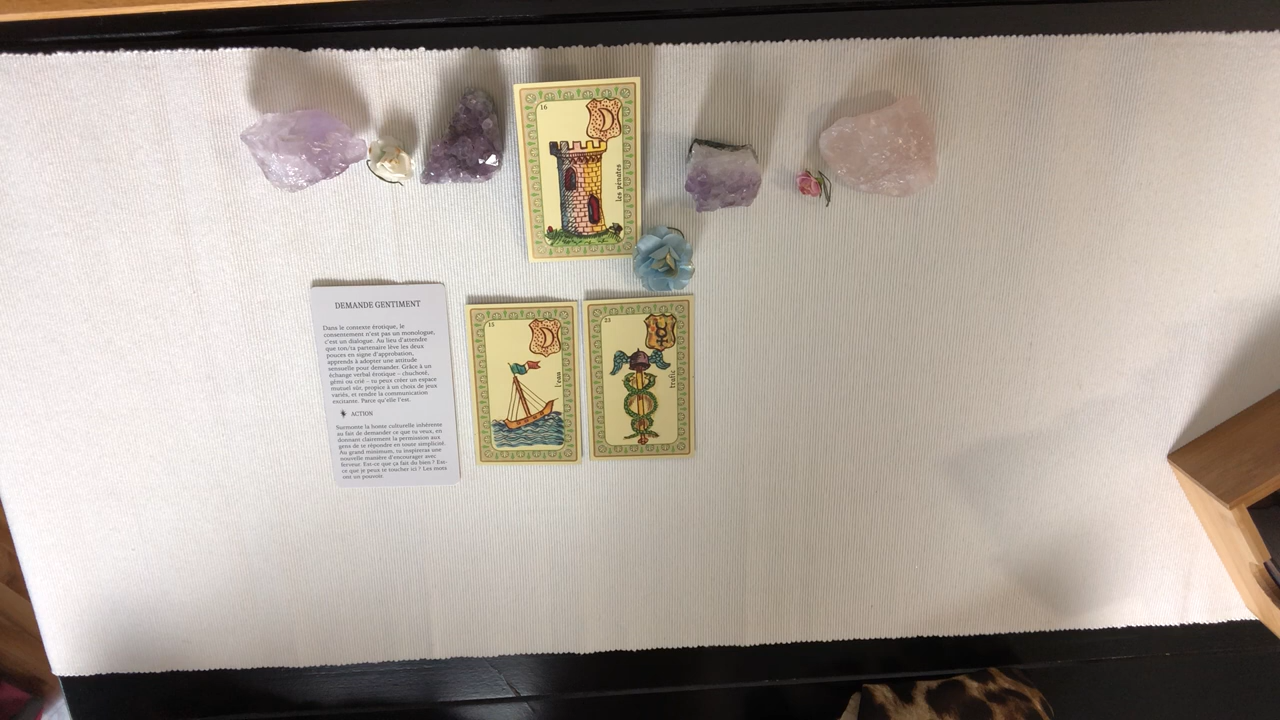 16
les pénates
DEMANDE GENTIMENT
Dans le contexte érotique, le
consentement n'est pas un monologue,
c'est un dialogue. Au lieu d'attendre
que ton/ta partenaire lève les deux
pouces en signe d'approbation,
apprends à adopter une attitude
sensuelle pour demander. Grâce à un
échange verbal érotique – chuchoté,
gémi ou crié – tu peux créer un espace
mutuel sûr, propice à un choix de jeux
variés, et rendre la communication
excitante. Parce qu'elle l'est.
ACTION
Surmonte la honte culturelle inhérente
au fait de demander ce que tu veux, en
donnant clairement la permission aux
gens de te répondre en toute simplicité.
Au grand minimum, tu inspireras une
nouvelle manière d'encourager avec
ferveur. Est-ce que ça fait du bien ? Est-
ce que je peux te toucher ici ? Les mots
ont un pouvoir.
15
l'eau
23
trafic